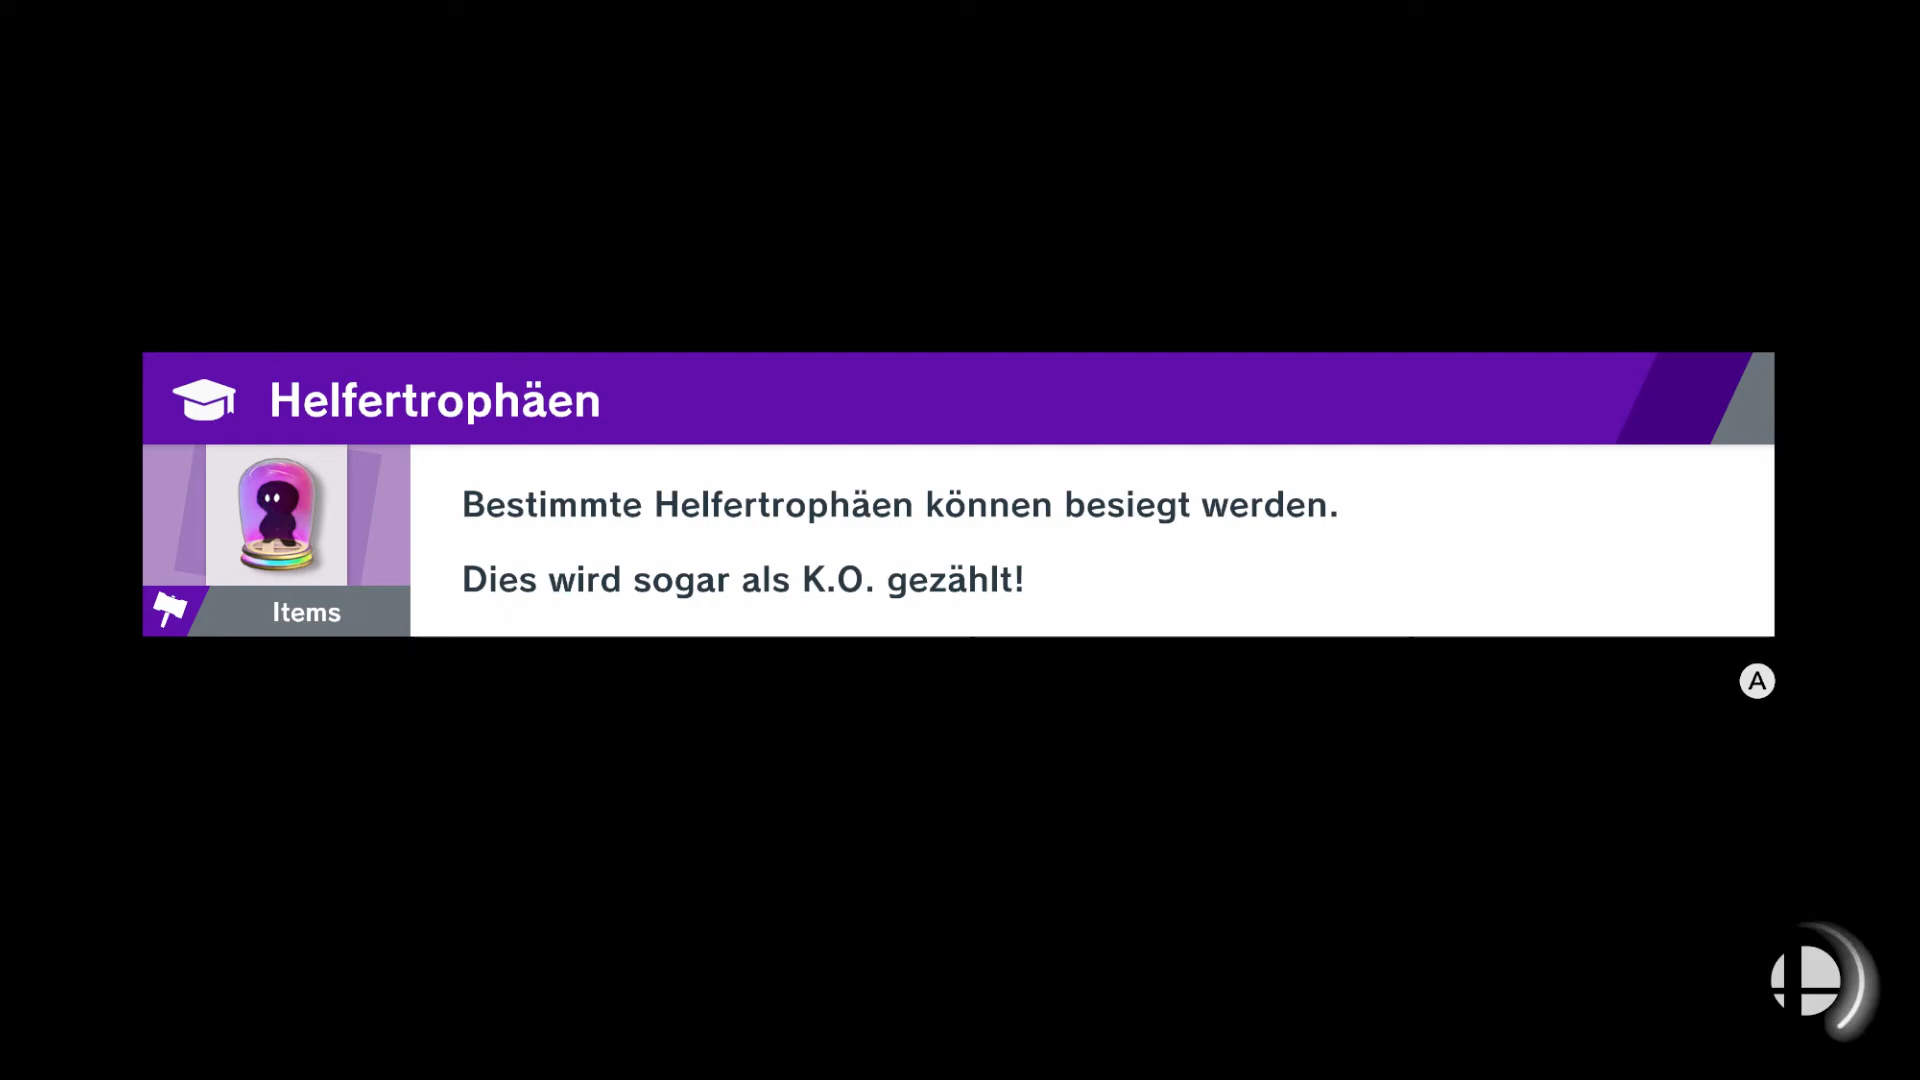 Helfertrophäen
Bestimmte Helfertrophäen können besiegt werden.
Dies wird sogar als K.O. gezählt!
Items
A